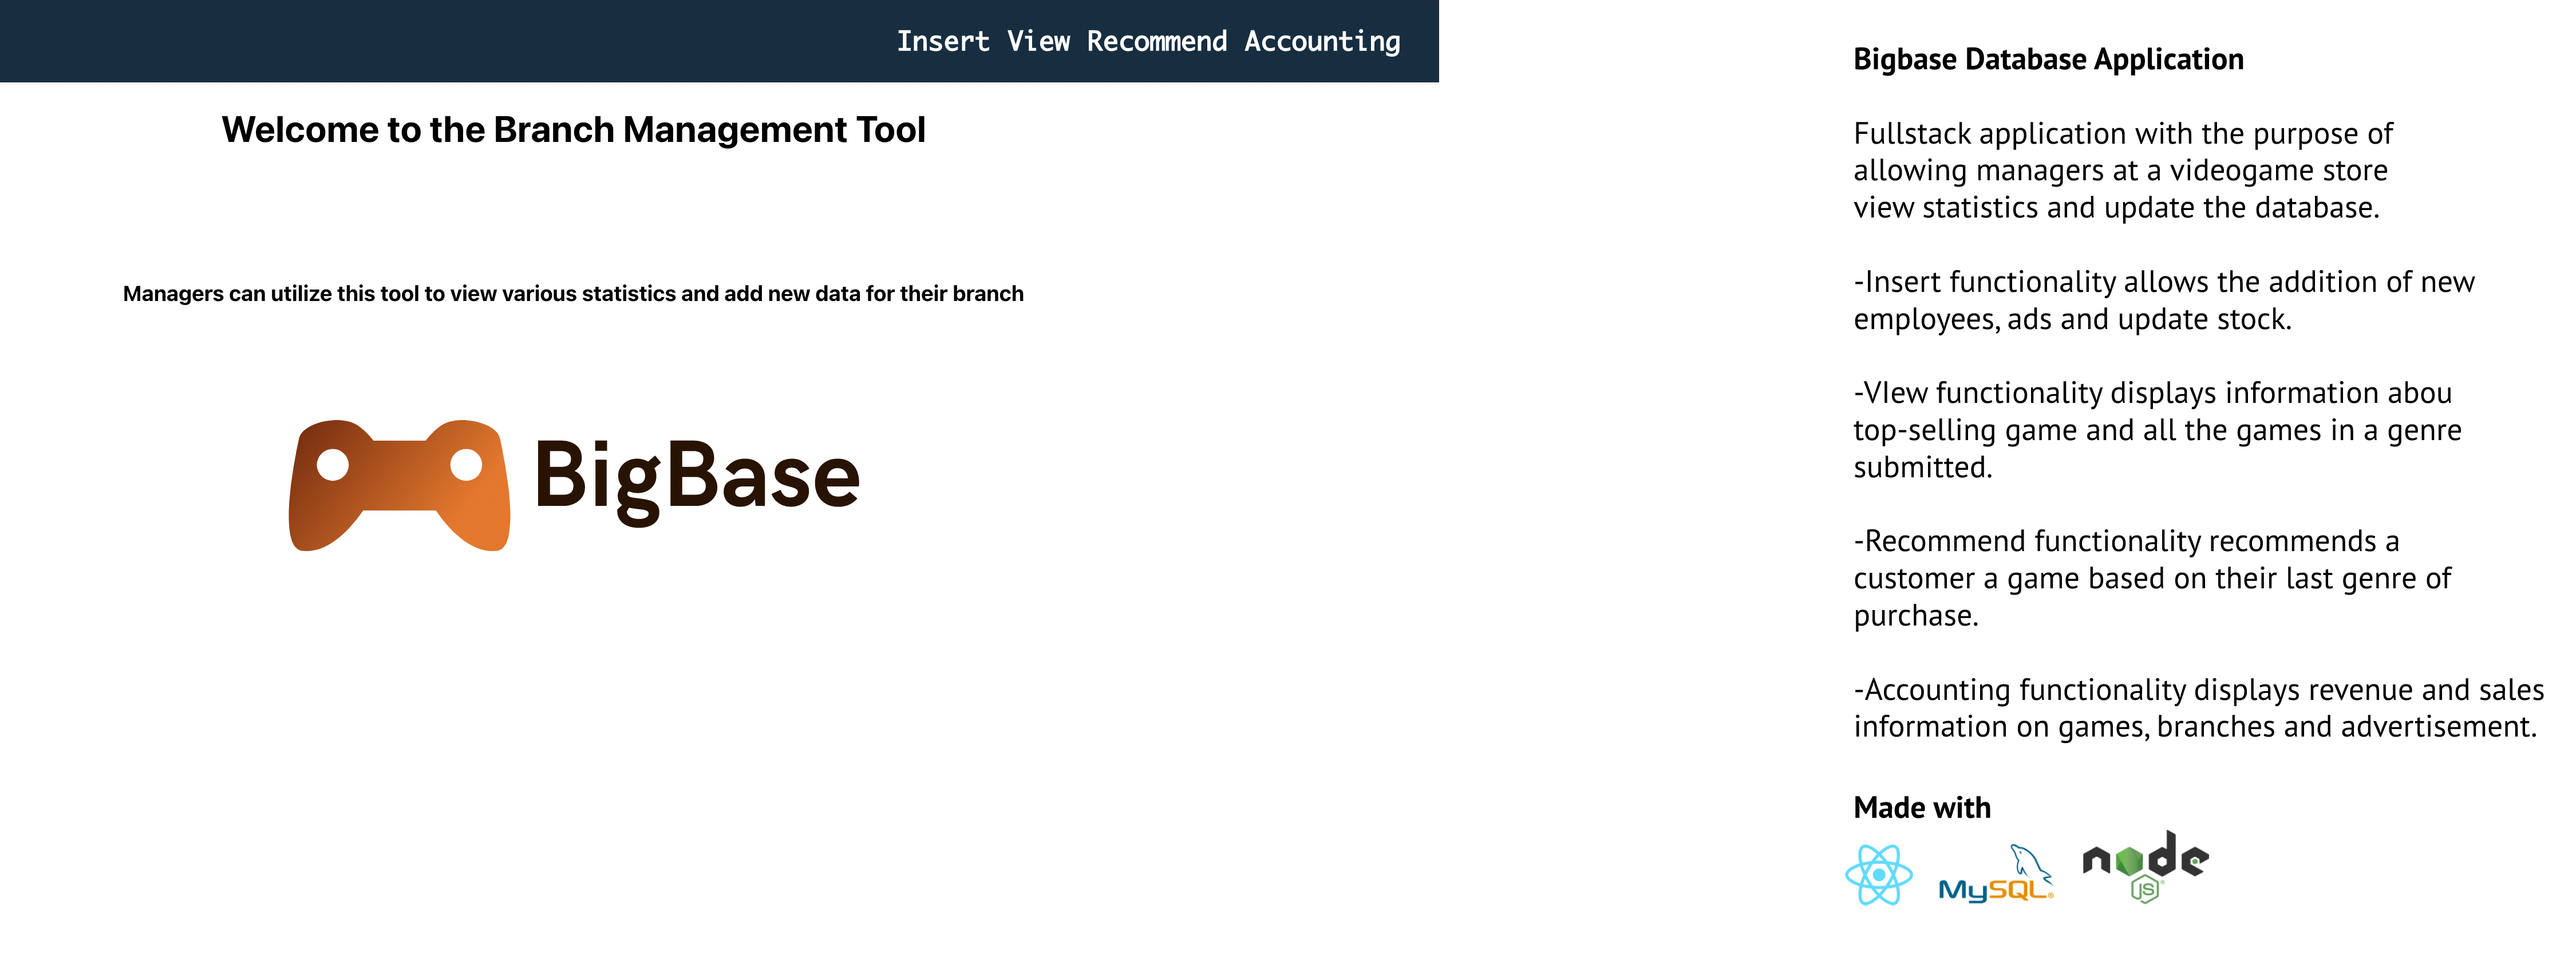 Insert View Recommend Accounting
Welcome to the Branch Management Tool
Managers can utilize this tool to view various statistics and add new data for their branch
BigBase
Bigbase Database Application
Fullstack application with the purpose of
allowing managers at a videogame store
view statistics and update the database.
-Insert functionality allows the addition of new
employees, ads and update stock.
-VIew functionality displays information abou
top-selling game and all the games in a genre
submitted.
-Recommend functionality recommends a
customer a game based on their last genre of
purchase.
-Accounting functionality displays revenue and sales
information on games, branches and advertisement.
Made with
MySQL®
node
JS®